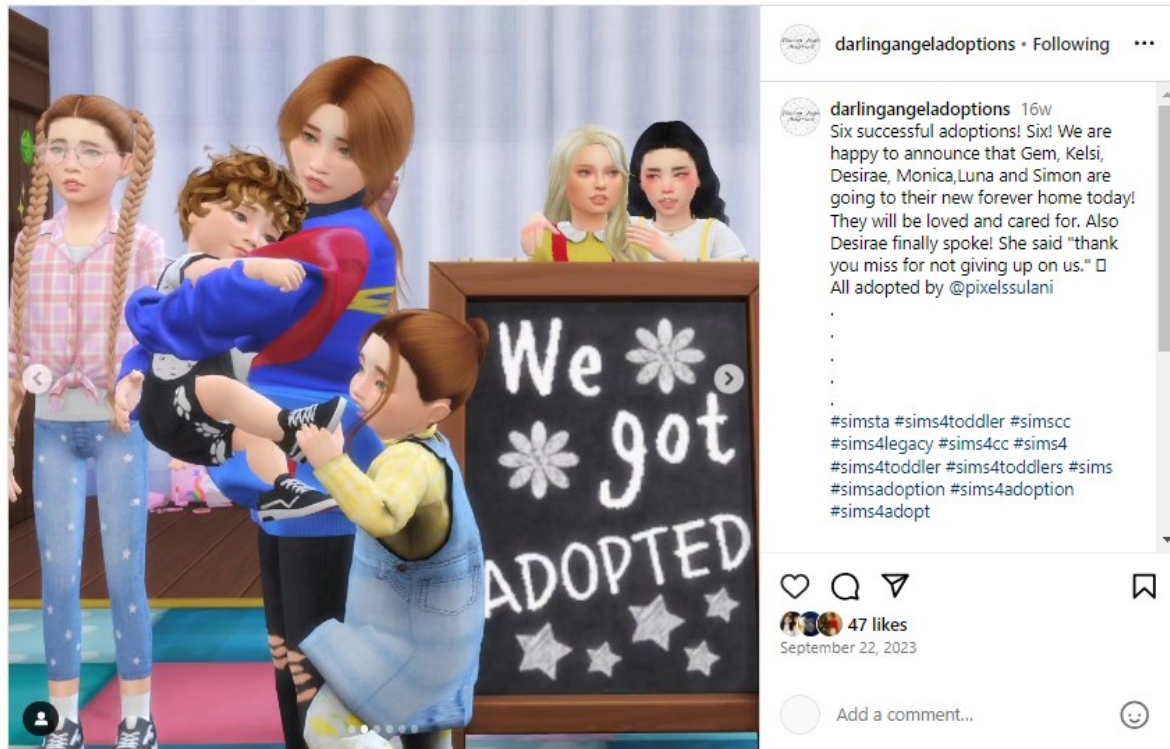 We
got
ADOPTED
darlingangeladoptions • Following
darlingangeladoptions 16w
Six successful adoptions! Six! We are
happy to announce that Gem, Kelsi,
Desirae, Monica,Luna and Simon are
going to their new forever home today!
They will be loved and cared for. Also
Desirae finally spoke! She said "thank
you miss for not giving up on us." 
All adopted by @pixelssulani
.
.
.
.
.
#simsta #sims4toddler #simscc
#sims4legacy #sims4cc #sims4
#sims4toddler #sims4toddlers #sims
#simsadoption #sims4adoption
#sims4adopt
47 likes
September 22, 2023
Add a comment...